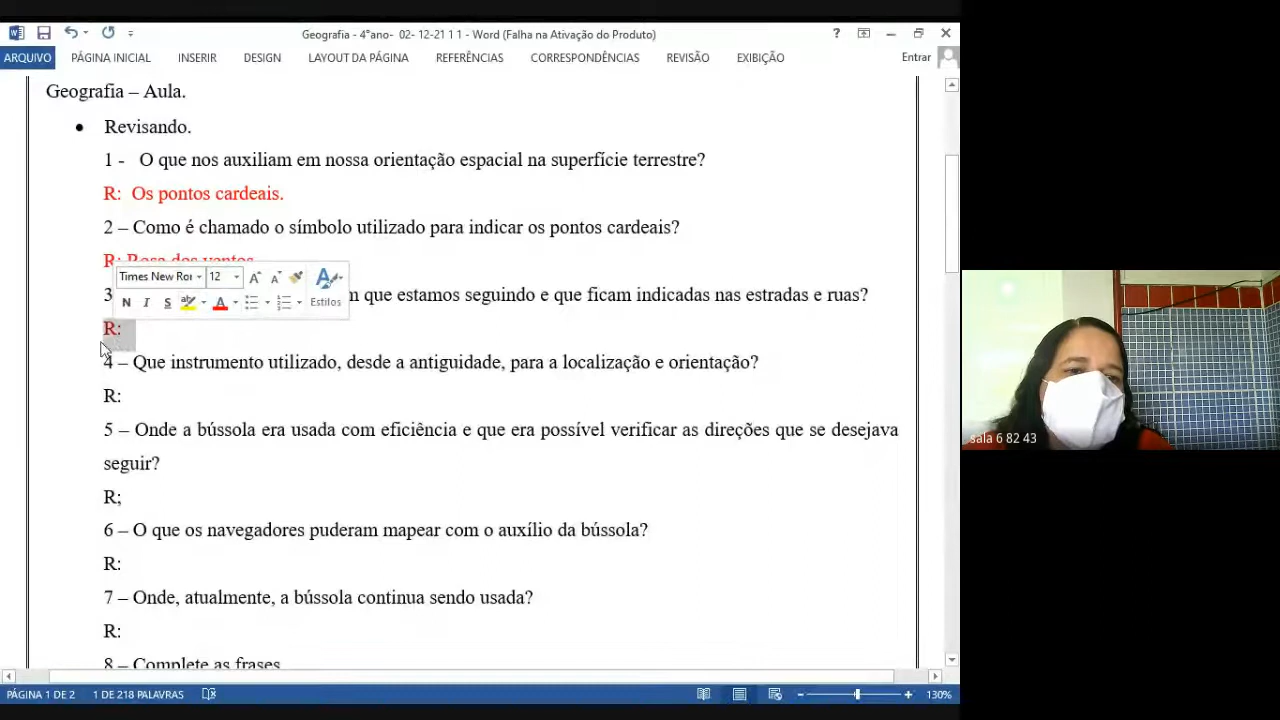 Geografia - 4°ano-  02- 12-21 1 1 - Word (Falha na Ativação do Produto)
ARQUIVO PÁGINA INICIAL INSERIR DESIGN LAYOUT DA PÁGINA REFERÊNCIAS CORRESPONDÊNCIAS REVISÃO EXIBIÇÃO Entrar
Geografia – Aula.
• Revisando.
1 -   O que nos auxiliam em nossa orientação espacial na superfície terrestre?
R:  Os pontos cardeais.
2 – Como é chamado o símbolo utilizado para indicar os pontos cardeais?
R: Rosa dos ventos
Times New Ror 12
N I S Estilos
3 que estamos seguindo e que ficam indicadas nas estradas e ruas?
R:
4 – Que instrumento utilizado, desde a antiguidade, para a localização e orientação?
R:
5 – Onde a bússola era usada com eficiência e que era possível verificar as direções que se desejava
seguir?
R;
6 – O que os navegadores puderam mapear com o auxílio da bússola?
R:
7 – Onde, atualmente, a bússola continua sendo usada?
R:
8 – Complete as frases
sala 6 82 43
PÁGINA 1 DE 2 1 DE 218 PALAVRAS 130%